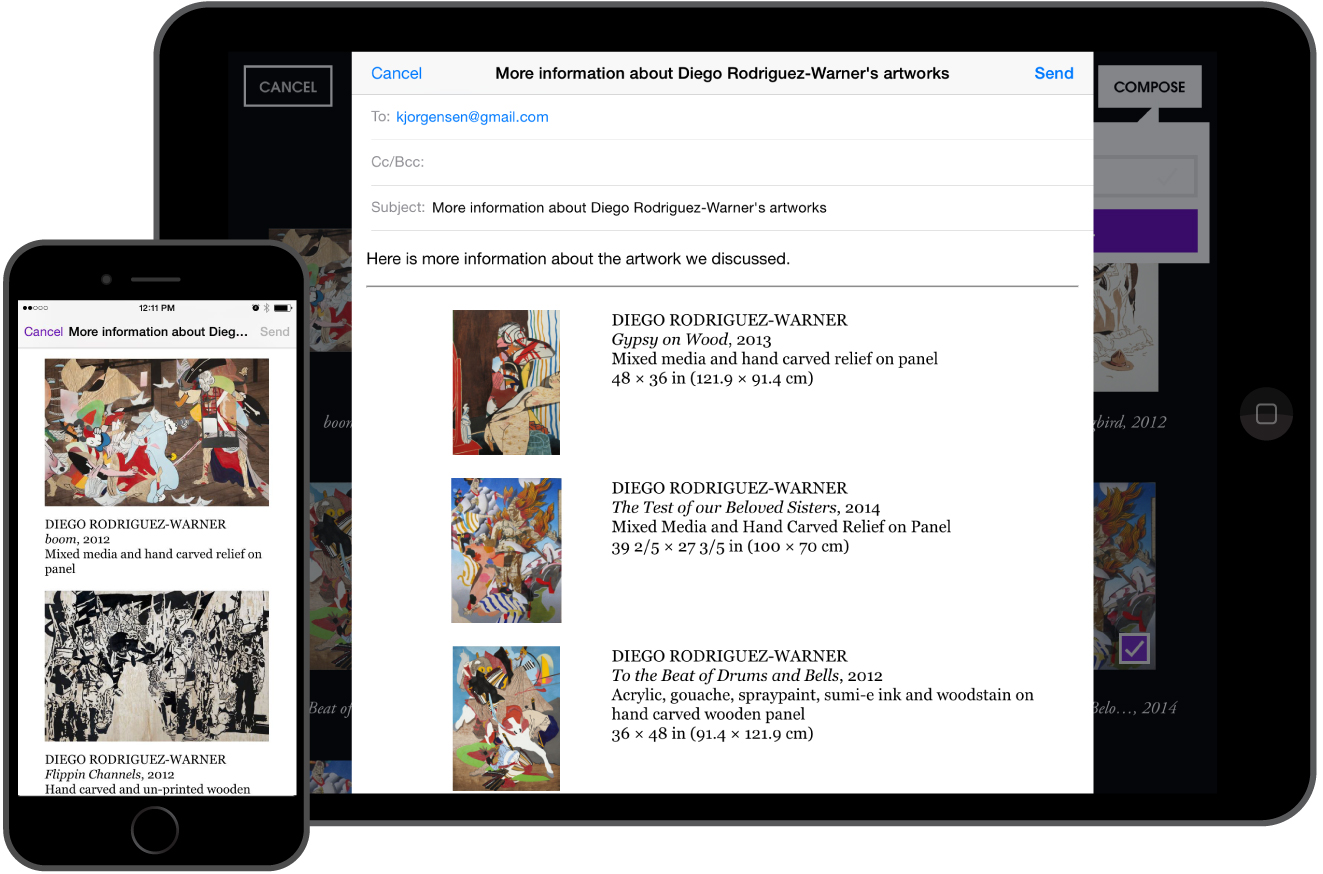 CANCEL
Cancel
More information about Diego Rodriguez-Warner's artworks
Send
COMPOSE
To: kjorgensen@gmail.com
Cc/Bcc:
Subject: More information about Diego Rodriguez-Warner's artworks
Here is more information about the artwork we discussed.
DIEGO RODRIGUEZ-WARNER
Gypsy on Wood, 2013
Mixed media and hand carved relief on panel
48 × 36 in (121.9 × 91.4 cm)
DIEGO RODRIGUEZ-WARNER
The Test of our Beloved Sisters, 2014
Mixed Media and Hand Carved Relief on Panel
39 2/5 × 27 3/5 in (100 × 70 cm)
DIEGO RODRIGUEZ-WARNER
To the Beat of Drums and Bells, 2012
Acrylic, gouache, spraypaint, sumi-e ink and woodstain on
hand carved wooden panel
36 × 48 in (91.4 × 121.9 cm)
boom
gbird, 2012
Beat of
Belo…, 2014
12:11 PM
Cancel More information about Dieg... Send
DIEGO RODRIGUEZ-WARNER
boom, 2012
Mixed media and hand carved relief on
panel
DIEGO RODRIGUEZ-WARNER
Flippin Channels, 2012
Hand carved and un-printed wooden